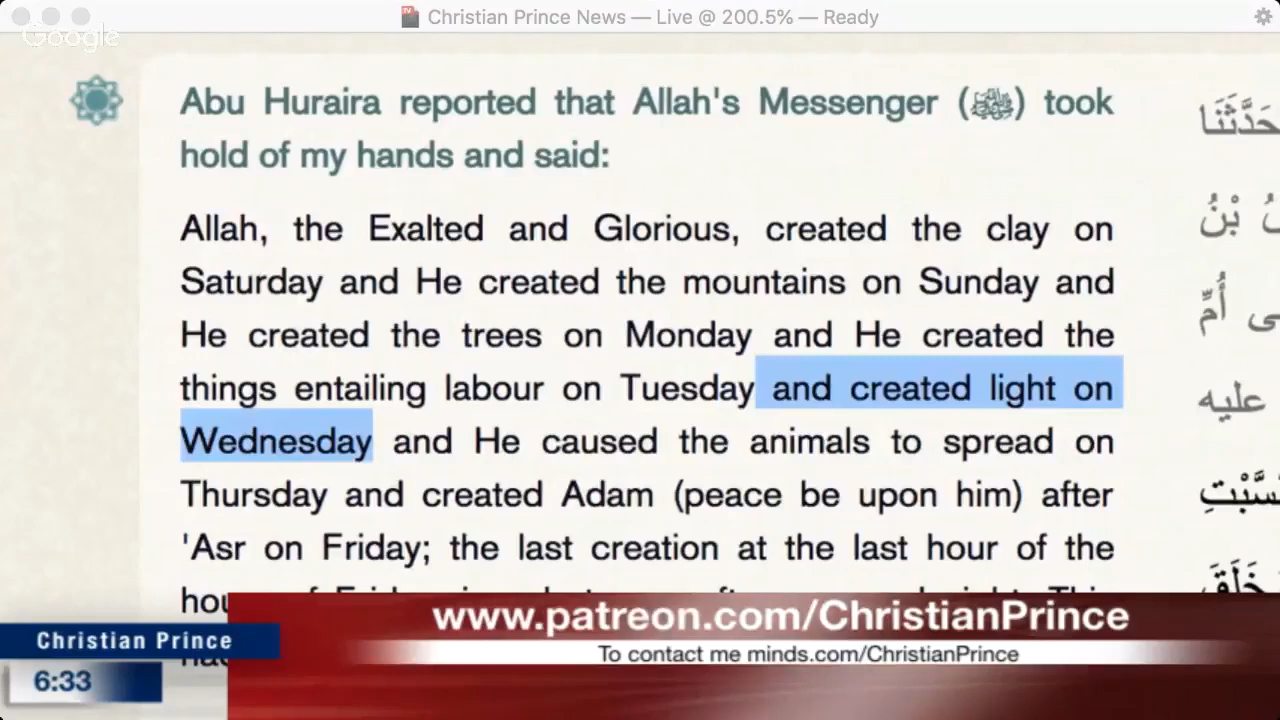 Christian Prince News — Live @ 200.5% — Ready
Google
Abu Huraira reported that Allah's Messenger (ﷺ) took
hold of my hands and said:
Allah, the Exalted and Glorious, created the clay on
Saturday and He created the mountains on Sunday and
He created the trees on Monday and He created the
things entailing labour on Tuesday and created light on
Wednesday and He caused the animals to spread on
Thursday and created Adam (peace be upon him) after
'Asr on Friday; the last creation at the last hour of the
حَدَّثَنَا
بْنُ
أُمِّ
عليه
خَلَقَ
www.patreon.com/ChristianPrince
To contact me minds.com/ChristianPrince
Christian Prince
6:33